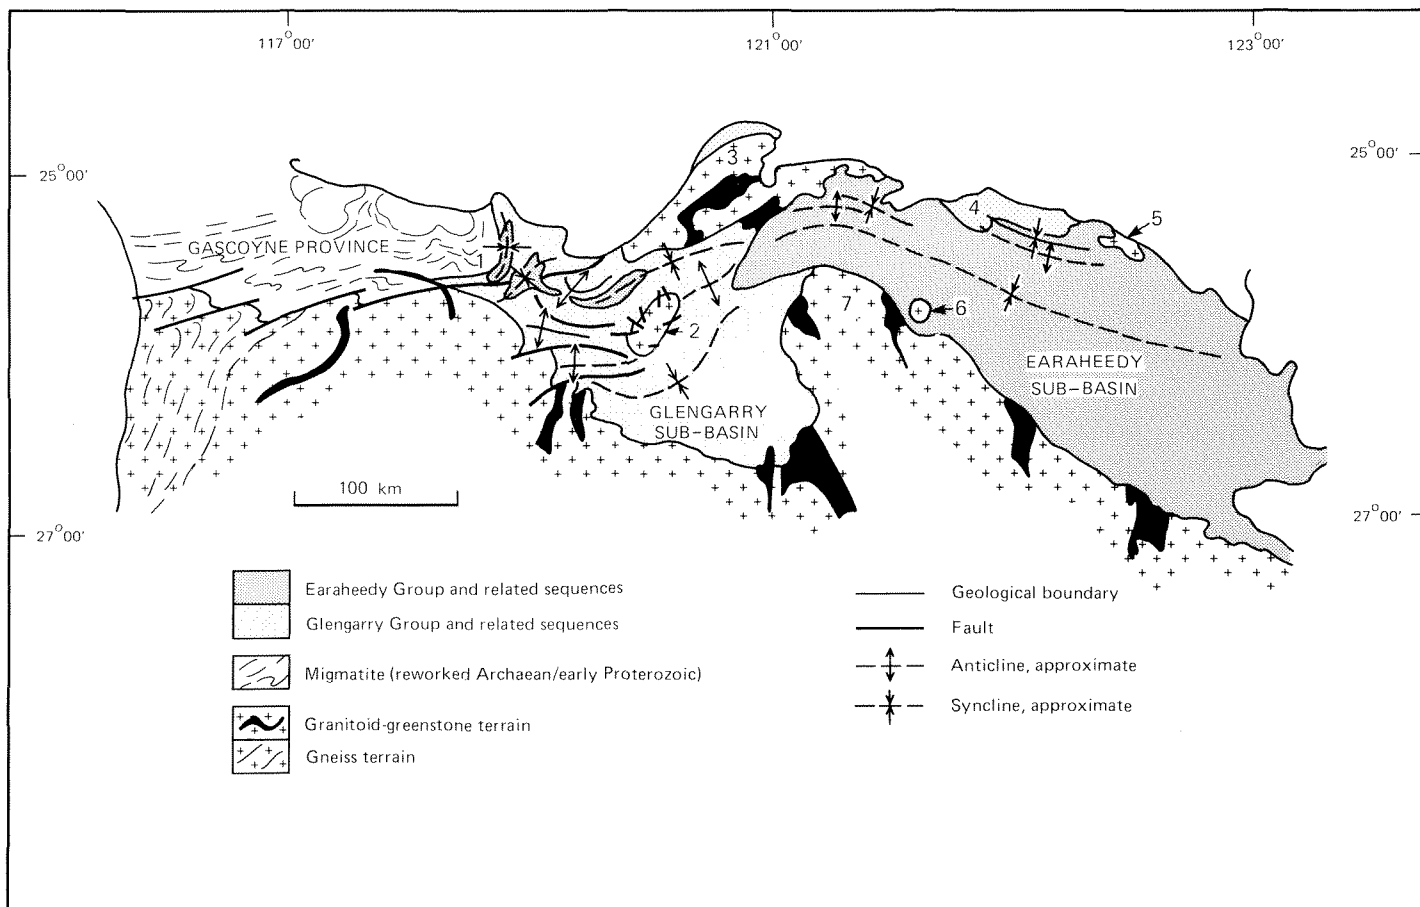 117°00'
121°00'
123°00'
25°00'
25°00'
3
4
5
GASCOYNE PROVINCE
1
7
6
2
EARAHEEDY
SUB-BASIN
GLENGARRY
SUB-BASIN
100 km
27°00'
27°00'
Earaheedy Group and related sequences
Glengarry Group and related sequences
Migmatite (reworked Archaean/early Proterozoic)
Granitoid-greenstone terrain
Gneiss terrain
Geological boundary
Fault
Anticline, approximate
Syncline, approximate